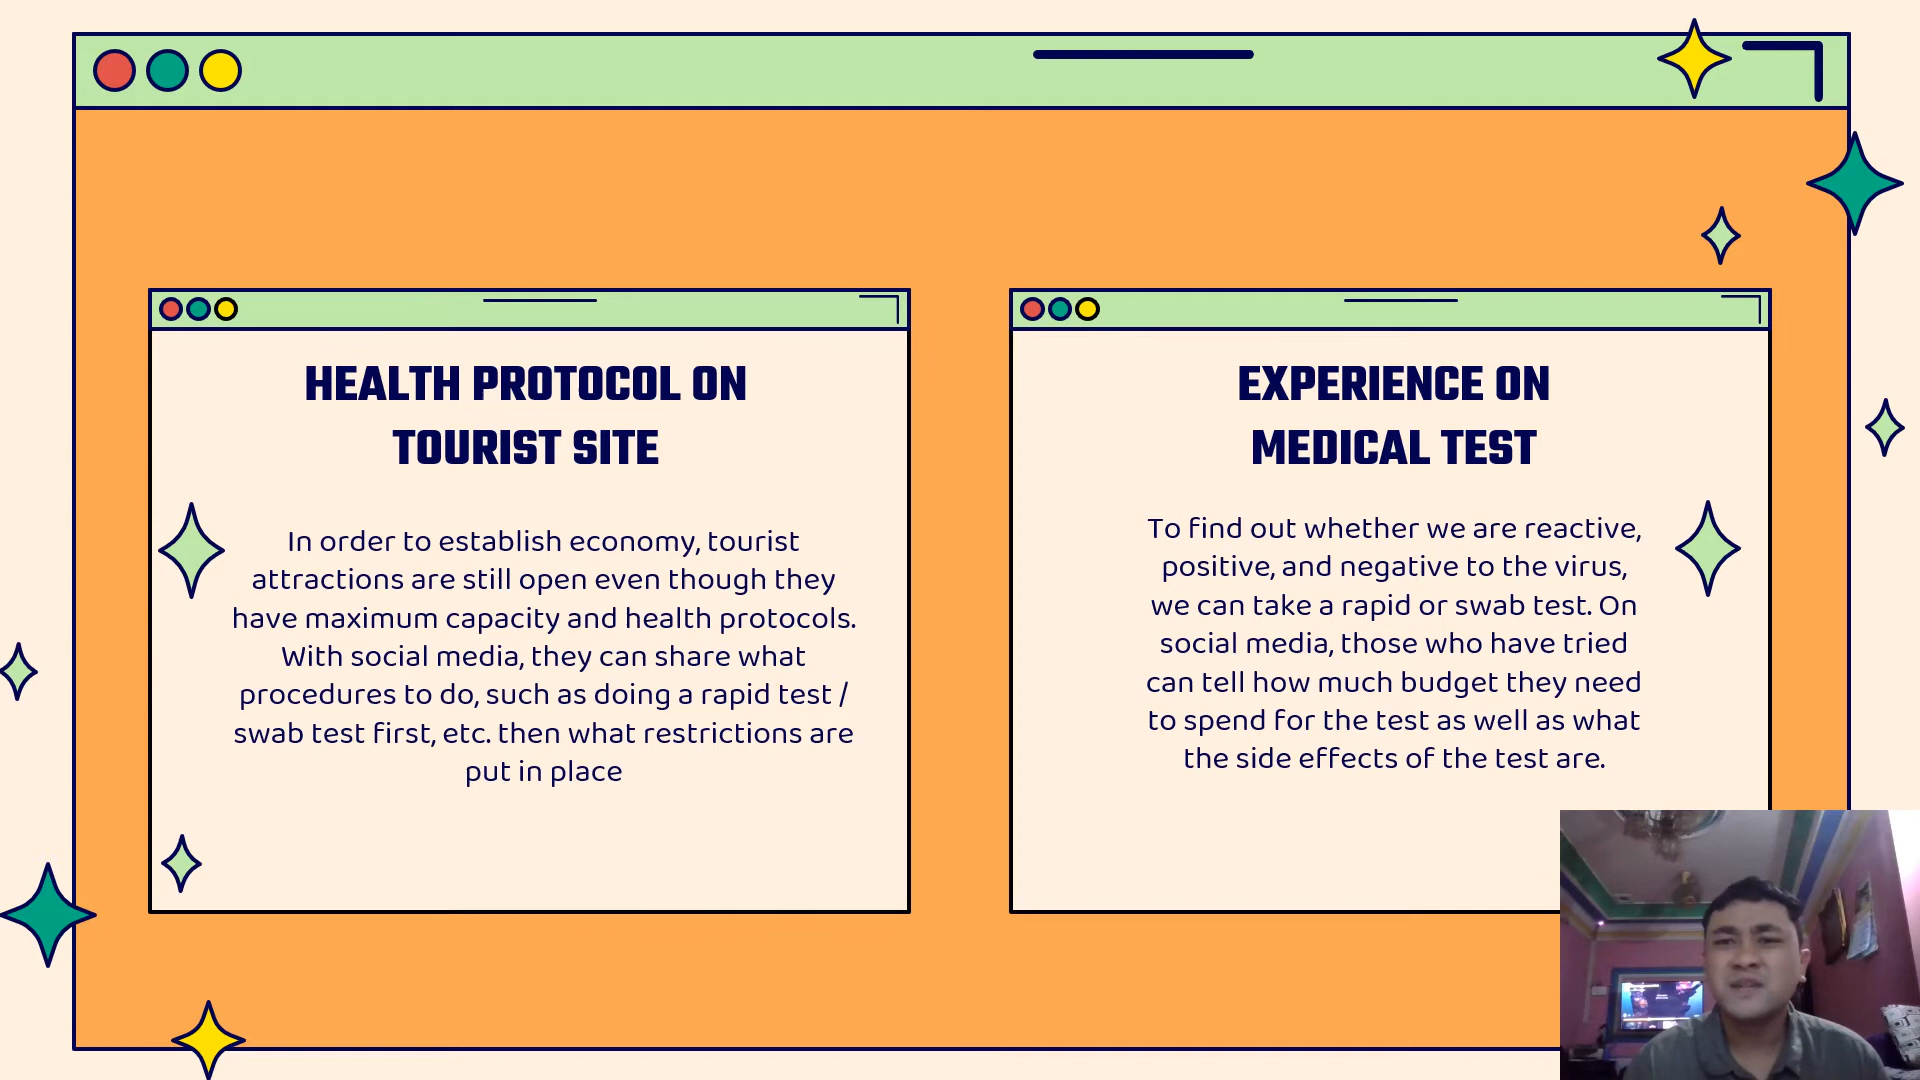 HEALTH PROTOCOL ON
TOURIST SITE
In order to establish economy, tourist
attractions are still open even though they
have maximum capacity and health protocols.
With social media, they can share what
procedures to do, such as doing a rapid test /
swab test first, etc. then what restrictions are
put in place
EXPERIENCE ON
MEDICAL TEST
To find out whether we are reactive,
positive, and negative to the virus,
we can take a rapid or swab test. On
social media, those who have tried
can tell how much budget they need
to spend for the test as well as what
the side effects of the test are.